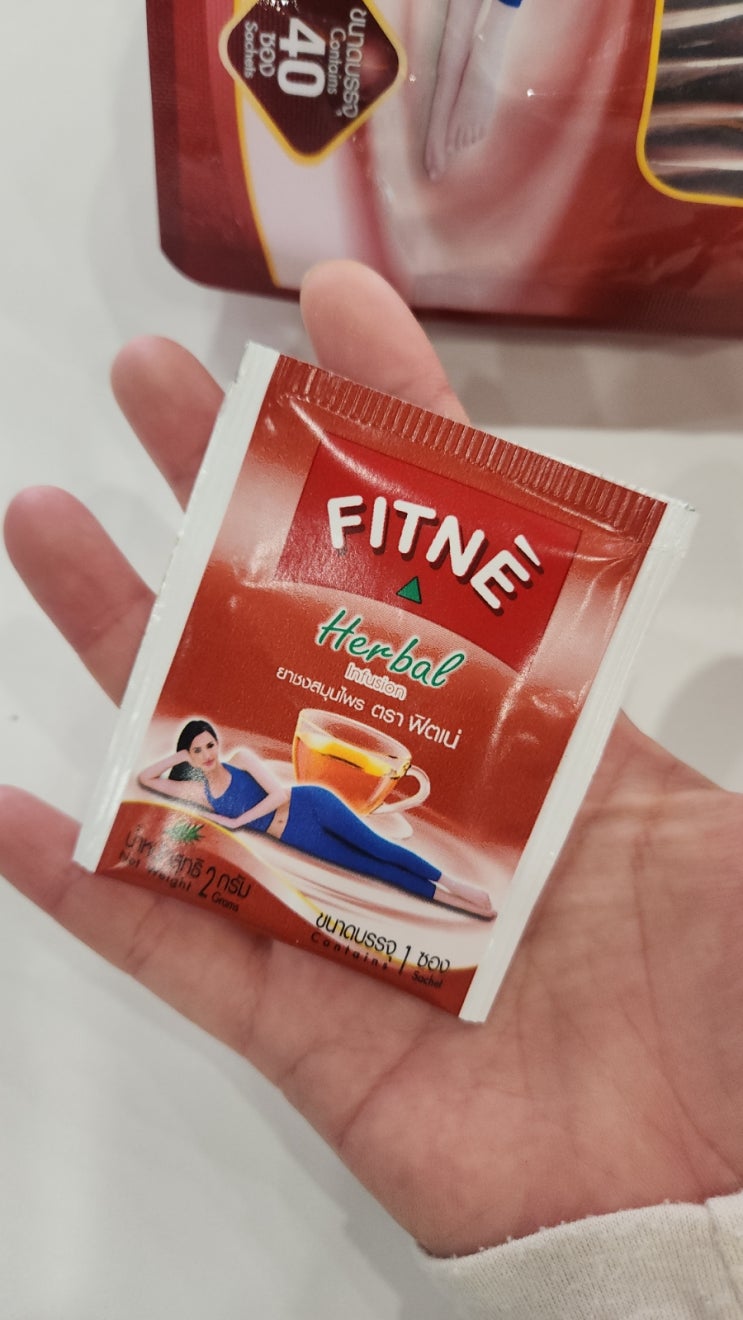 ขนาดบรรจุ
Contains
40
ซอง
Sachets
FITNÈ
Herbal
Infusion
ยาชงสมุนไพร ตรา ฟิตเน่
Net Weight 2 กรัม
Grams
ขนาดบรรจุ 1 ซอง
Contains Sachet